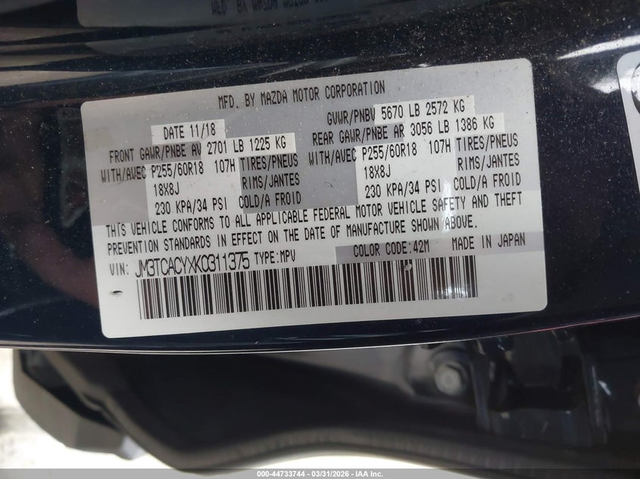 MFD. BY MAZDA MOTOR CORPORATION
DATE 11/18
GVWR/PNBV 5670 LB 2572 KG
FRONT GAWR/PNBE AV 2701 LB 1225 KG
REAR GAWR/PNBE AR 3056 LB 1386 KG
WITH/AVEC P255/60R18 107H TIRES/PNEUS
WITH/AVEC P255/60R18 107H TIRES/PNEUS
18X8J RIMS/JANTES
18X8J RIMS/JANTES
230 KPA/34 PSI COLD/A FROID
230 KPA/34 PSI COLD/A FROID
THIS VEHICLE CONFORMS TO ALL APPLICABLE FEDERAL MOTOR VEHICLE SAFETY AND THEFT
PREVENTION STANDARDS IN EFFECT ON THE DATE OF MANUFACTURE SHOWN ABOVE.
VIN: JM3TCACYXK0311375 TYPE:MPV
COLOR CODE:42M MADE IN JAPAN
000-44733744 - 03/31/2026 - IAA Inc.